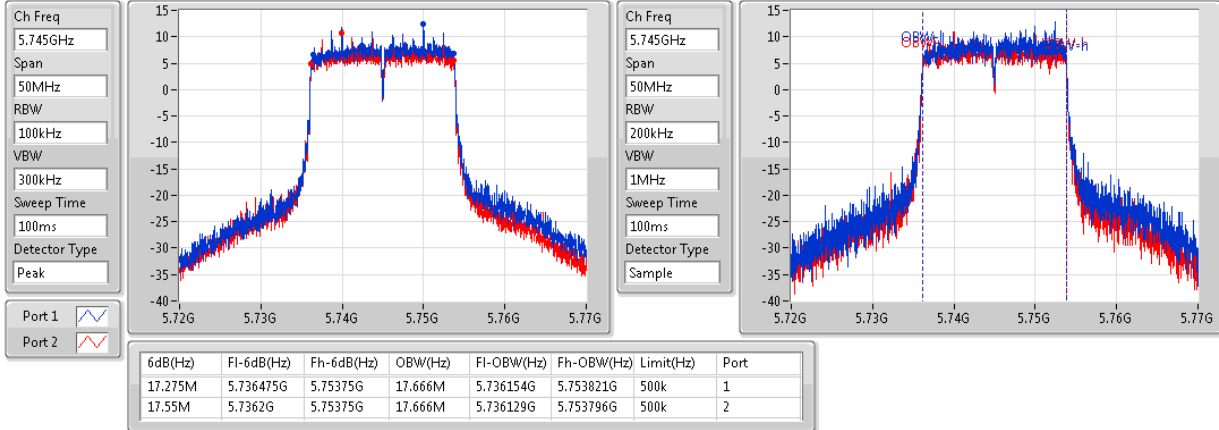 Ch Freq
5.745GHz
Span
50MHz
RBW
100kHz
VBW
300kHz
Sweep Time
100ms
Detector Type
Peak
Port 1
Port 2
15
10
5
0
-5
-10
-15
-20
-25
-30
-35
-40
5.72G 5.73G 5.74G 5.75G 5.76G 5.77G
Ch Freq
5.745GHz
Span
50MHz
RBW
200kHz
VBW
1MHz
Sweep Time
100ms
Detector Type
Sample
15
10
5
0
-5
-10
-15
-20
-25
-30
-35
-40
5.72G 5.73G 5.74G 5.75G 5.76G 5.77G
6dB(Hz) Fl-6dB(Hz) Fh-6dB(Hz) OBW(Hz) Fl-OBW(Hz) Fh-OBW(Hz) Limit(Hz) Port
17.275M 5.736475G 5.75375G 17.666M 5.736154G 5.753821G 500k 1
17.55M 5.7362G 5.75375G 17.666M 5.736129G 5.753796G 500k 2